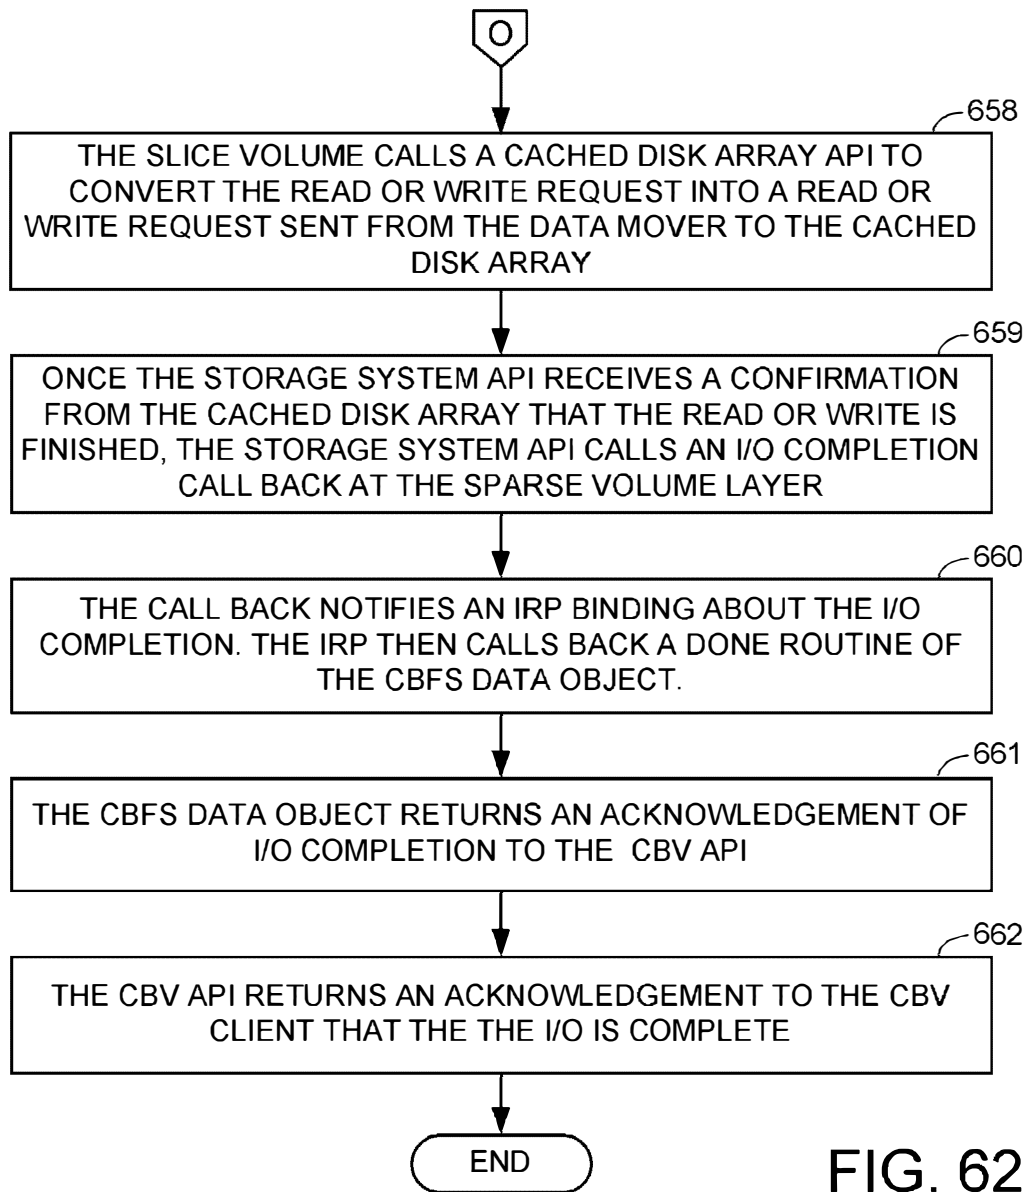 O
658
THE SLICE VOLUME CALLS A CACHED DISK ARRAY API TO
CONVERT THE READ OR WRITE REQUEST INTO A READ OR
WRITE REQUEST SENT FROM THE DATA MOVER TO THE CACHED
DISK ARRAY
659
ONCE THE STORAGE SYSTEM API RECEIVES A CONFIRMATION
FROM THE CACHED DISK ARRAY THAT THE READ OR WRITE IS
FINISHED, THE STORAGE SYSTEM API CALLS AN I/O COMPLETION
CALL BACK AT THE SPARSE VOLUME LAYER
660
THE CALL BACK NOTIFIES AN IRP BINDING ABOUT THE I/O
COMPLETION. THE IRP THEN CALLS BACK A DONE ROUTINE OF
THE CBFS DATA OBJECT.
661
THE CBFS DATA OBJECT RETURNS AN ACKNOWLEDGEMENT OF
I/O COMPLETION TO THE CBV API
662
THE CBV API RETURNS AN ACKNOWLEDGEMENT TO THE CBV
CLIENT THAT THE THE I/O IS COMPLETE
END
FIG. 62